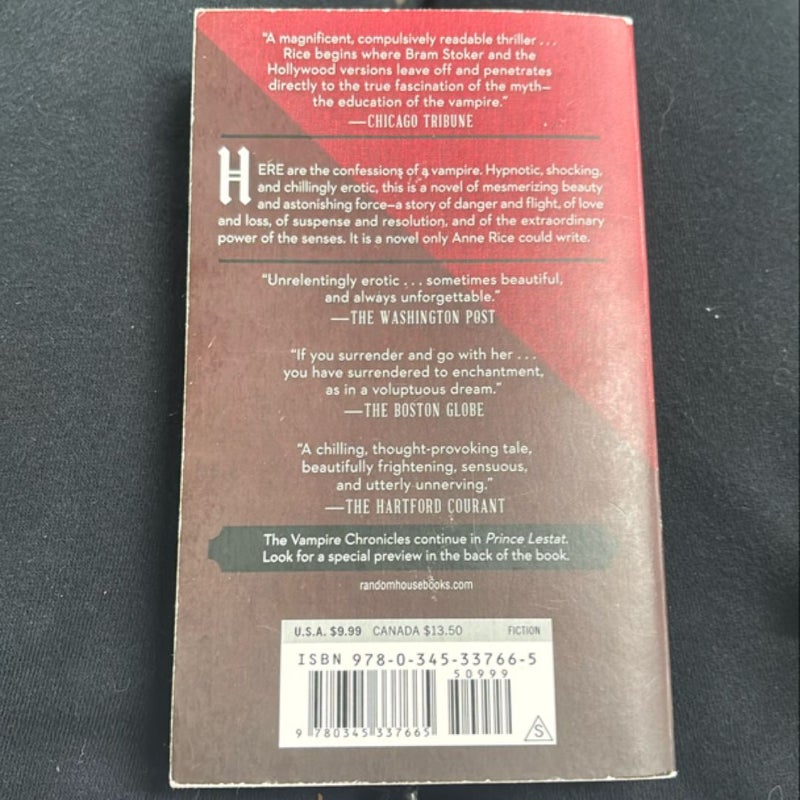 “A magnificent, compulsively readable thriller . . .
Rice begins where Bram Stoker and the
Hollywood versions leave off and penetrates
directly to the true fascination of the myth—
the education of the vampire.”
—CHICAGO TRIBUNE
HERE are the confessions of a vampire. Hypnotic, shocking,
and chillingly erotic, this is a novel of mesmerizing beauty
and astonishing force—a story of danger and flight, of love
and loss, of suspense and resolution, and of the extraordinary
power of the senses. It is a novel only Anne Rice could write.
“Unrelentingly erotic . . . sometimes beautiful,
and always unforgettable.”
—THE WASHINGTON POST
“If you surrender and go with her . . .
you have surrendered to enchantment,
as in a voluptuous dream.”
—THE BOSTON GLOBE
“A chilling, thought-provoking tale,
beautifully frightening, sensuous,
and utterly unnerving.”
—THE HARTFORD COURANT
The Vampire Chronicles continue in Prince Lestat.
Look for a special preview in the back of the book.
randomhousebooks.com
U.S.A. $9.99 CANADA $13.50 FICTION
ISBN 978-0-345-33766-5
50999
9 780345 337665
S